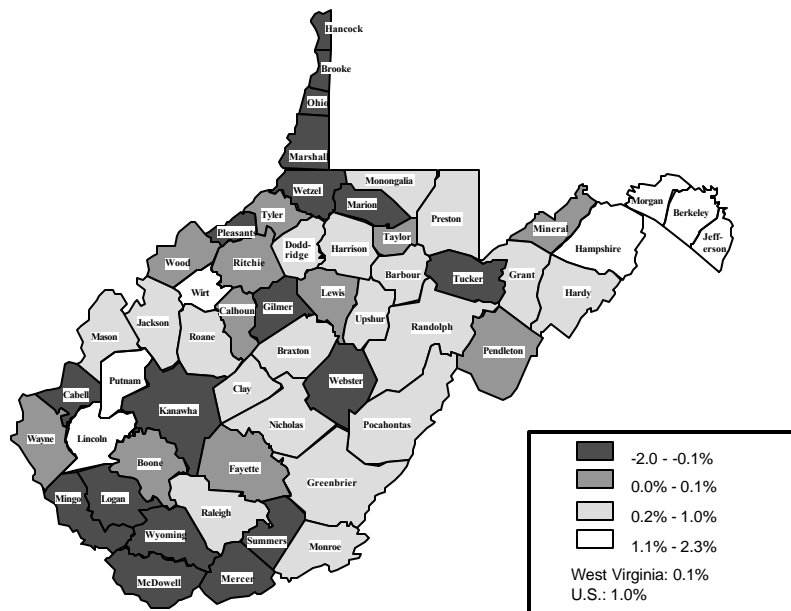 Hancock
Brooke
Ohio
Marshall
Wetzel
Monongalia
Marion
Preston
Tyler
Pleasants
Taylor
Dodd-
ridge
Harrison
Wood
Ritchie
Barbour
Tucker
Mineral
Morgan
Berkeley
Jeff-
erson
Hampshire
Grant
Hardy
Wirt
Lewis
Gilmer
Calhoun
Upshur
Randolph
Jackson
Mason
Roane
Braxton
Pendleton
Putnam
Clay
Webster
Cabell
Kanawha
Nicholas
Pocahontas
Wayne
Lincoln
Boone
Fayette
Greenbrier
Mingo
Logan
Raleigh
Wyoming
Summers
Monroe
McDowell
Mercer
-2.0 - -0.1%
0.0% - 0.1%
0.2% - 1.0%
1.1% - 2.3%
West Virginia: 0.1%
U.S.: 1.0%